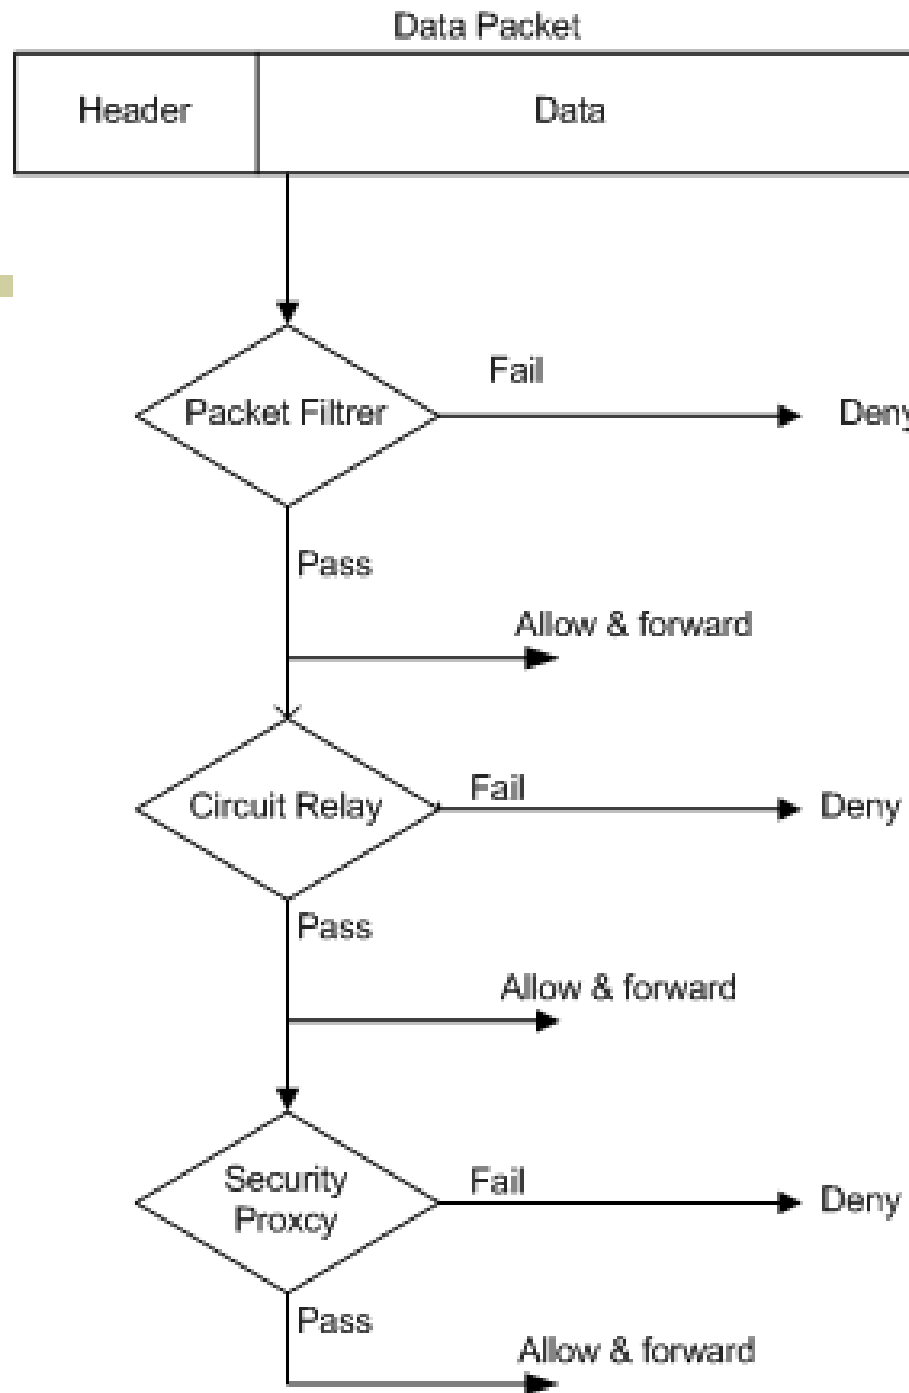 Data Packet
Header
Data
Packet Filtrer
Fail
Deny
Pass
Allow & forward
Circuit Relay
Fail
Deny
Pass
Allow & forward
Security
Proxcy
Fail
Deny
Pass
Allow & forward